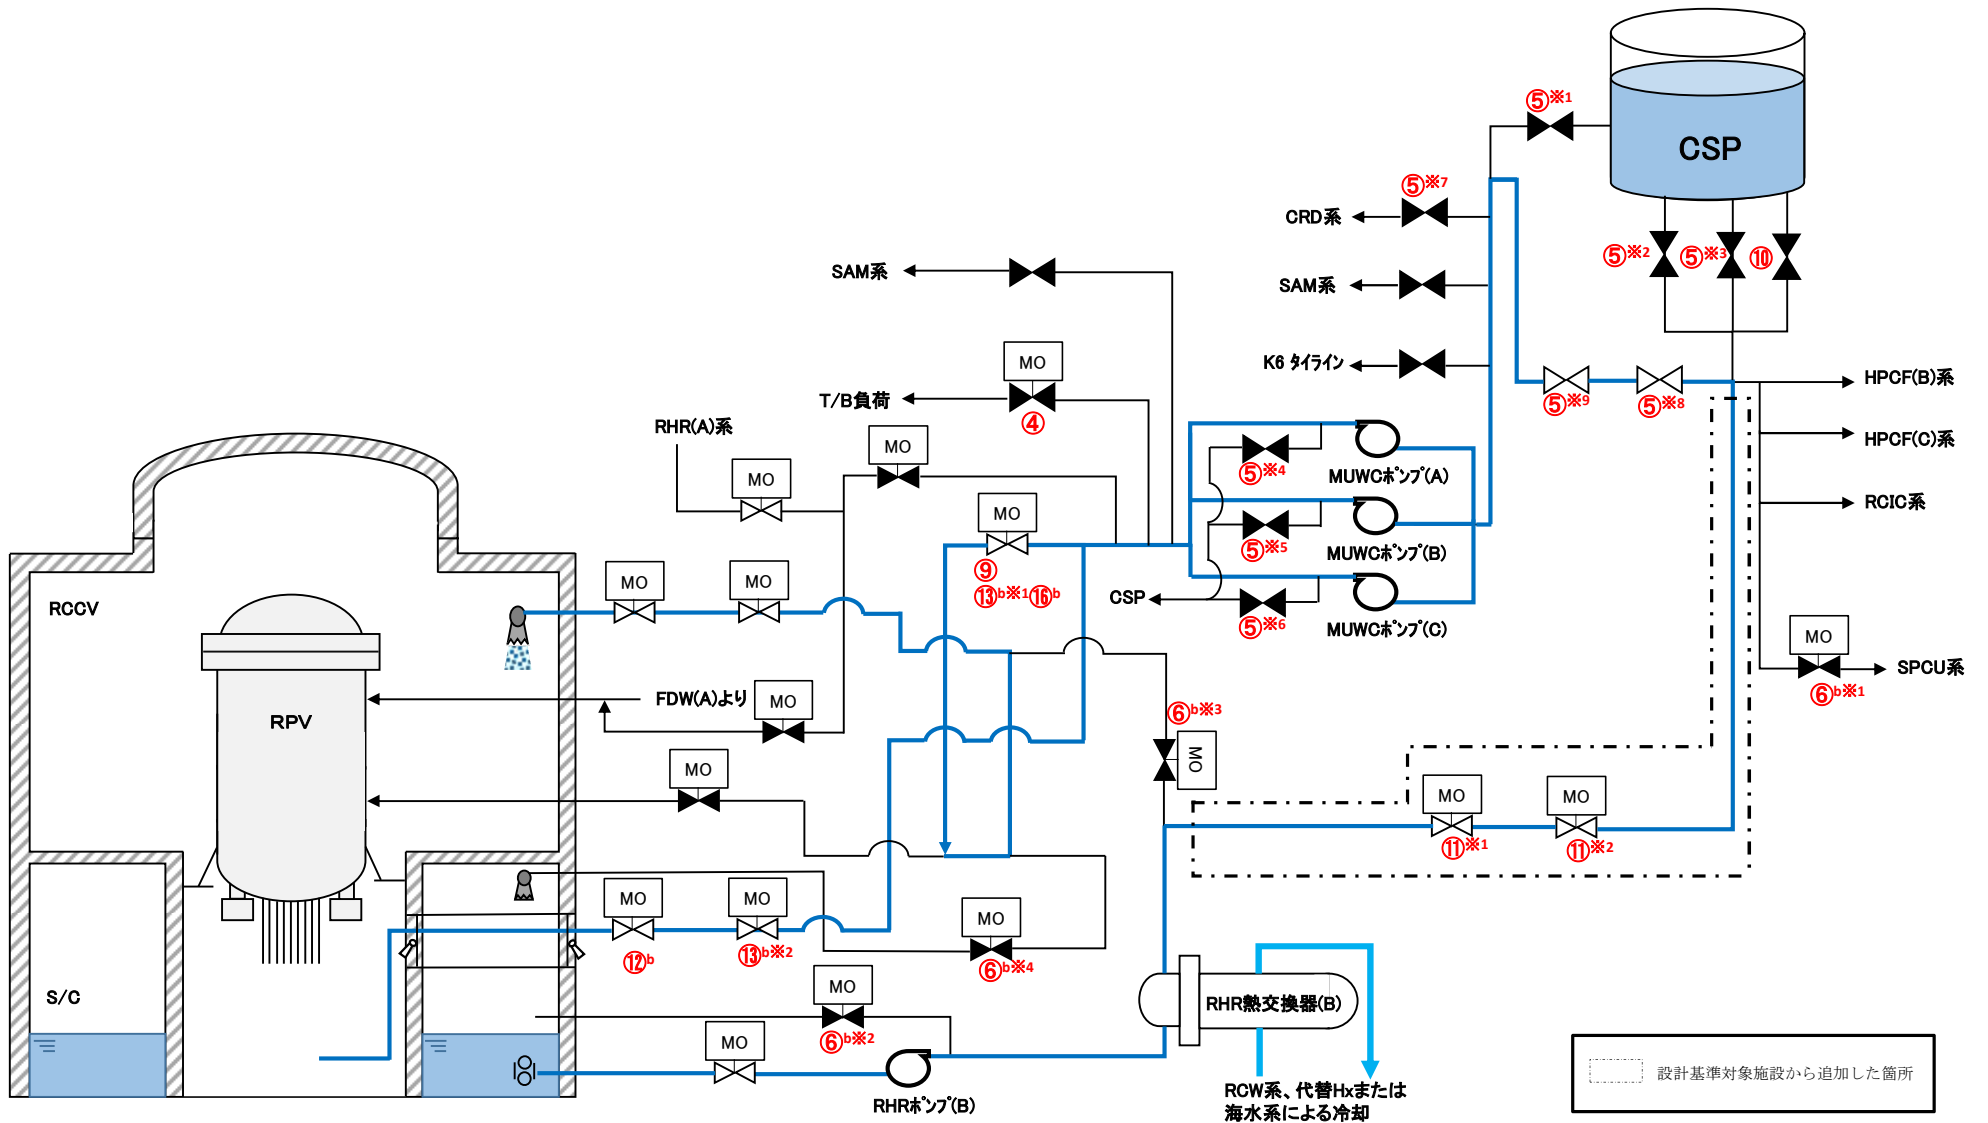 ⑤※1
CSP
⑤※7
CRD系
⑤※2
⑤※3
⑩
SAM系
SAM系
MO
K6 タイライン
T/B負荷
④
⑤※9
⑤※8
HPCF(B)系
RHR(A)系
MO
HPCF(C)系
MO
⑤※4
MUWCポンプ(A)
RCIC系
MO
⑤※5
MUWCポンプ(B)
⑨
⑬b※1⑯b
MO
MO
CSP
RCCV
⑤※6
MUWCポンプ(C)
MO
SPCU系
⑥b※1
FDW(A)より
MO
RPV
⑥b※3
MO
MO
MO
MO
⑪※1
⑪※2
MO
MO
MO
⑫b
⑬b※2
⑥b※4
S/C
MO
RHR熱交換器(B)
MO
⑥b※2
RHRポンプ(B)
RCW系、代替Hxまたは
海水系による冷却
設計基準対象施設から追加した箇所